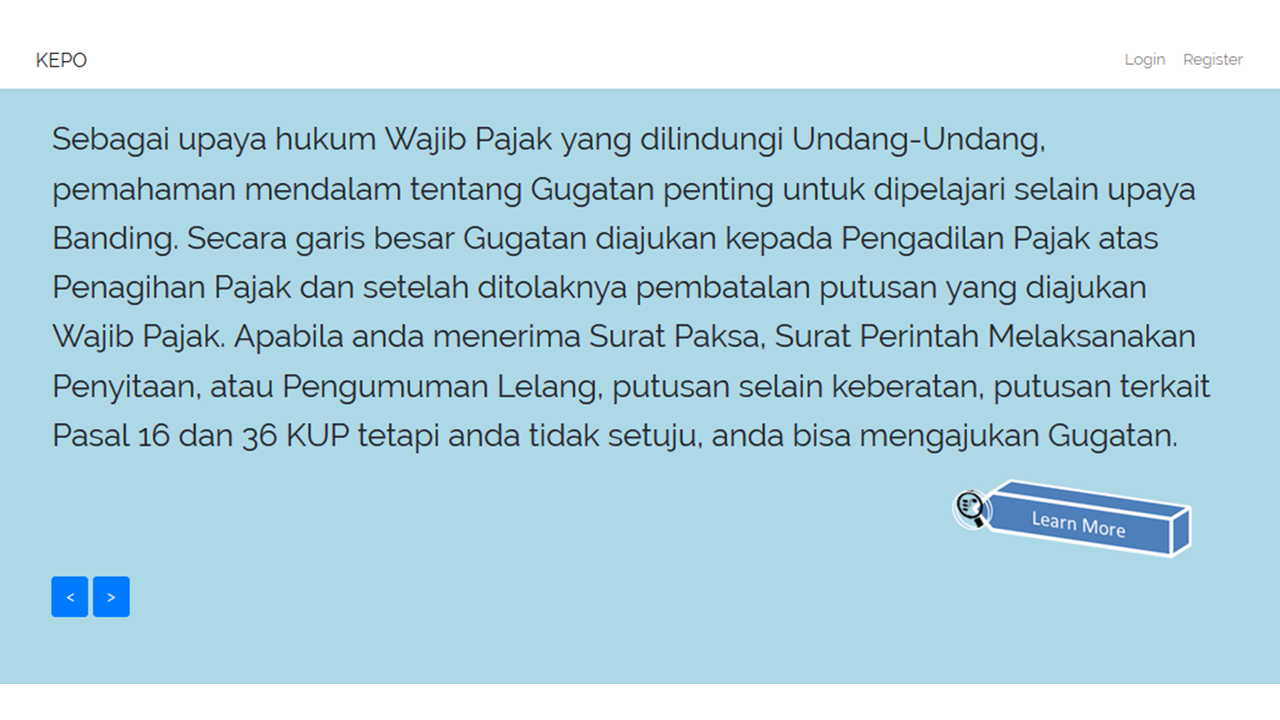 KEPO
Login Register
Sebagai upaya hukum Wajib Pajak yang dilindungi Undang-Undang,
pemahaman mendalam tentang Gugatan penting untuk dipelajari selain upaya
Banding. Secara garis besar Gugatan diajukan kepada Pengadilan Pajak atas
Penagihan Pajak dan setelah ditolaknya pembatalan putusan yang diajukan
Wajib Pajak. Apabila anda menerima Surat Paksa, Surat Perintah Melaksanakan
Penyitaan, atau Pengumuman Lelang, putusan selain keberatan, putusan terkait
Pasal 16 dan 36 KUP tetapi anda tidak setuju, anda bisa mengajukan Gugatan.
Learn More
< >